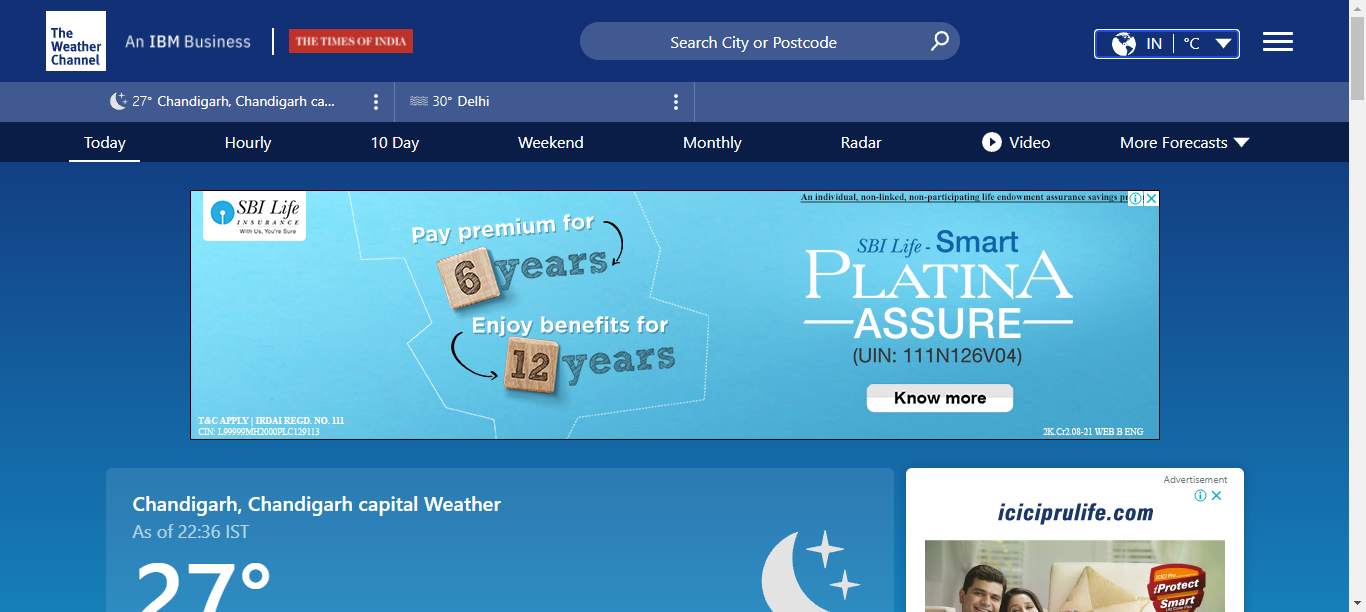 The
Weather
Channel
An IBM Business
THE TIMES OF INDIA
Search City or Postcode
IN
°C
27° Chandigarh, Chandigarh ca...
30° Delhi
Today
Hourly
10 Day
Weekend
Monthly
Radar
Video
More Forecasts
SBI Life
INSURANCE
With Us, You're Sure
Pay premium for
6 years
Enjoy benefits for
12 years
T&C APPLY | IRDAI REGD. NO. 111
CIN: L99999MH2000PLC129113
An individual, non-linked, non-participating life endowment assurance savings pr
SBI Life - Smart
PLATINA
ASSURE
(UIN: 111N126V04)
Know more
2K.Cr2.08-21 WEB B ENG
Chandigarh, Chandigarh capital Weather
As of 22:36 IST
27°
Advertisement
iciciprulife.com
ICICI Pru
iProtect
Smart